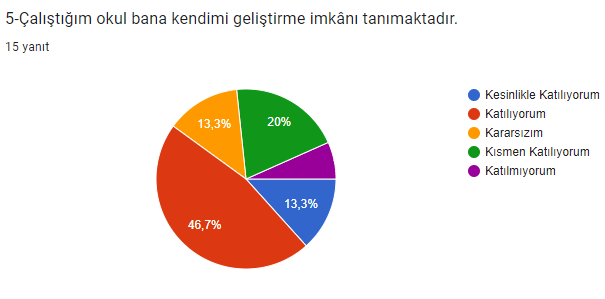 5-Çalıştığım okul bana kendimi geliştirme imkânı tanımaktadır.
15 yanıt
Kesinlikle Katılıyorum
Katılıyorum
Kararsızım
Kısmen Katılıyorum
Katılmıyorum
13,3%
20%
13,3%
46,7%